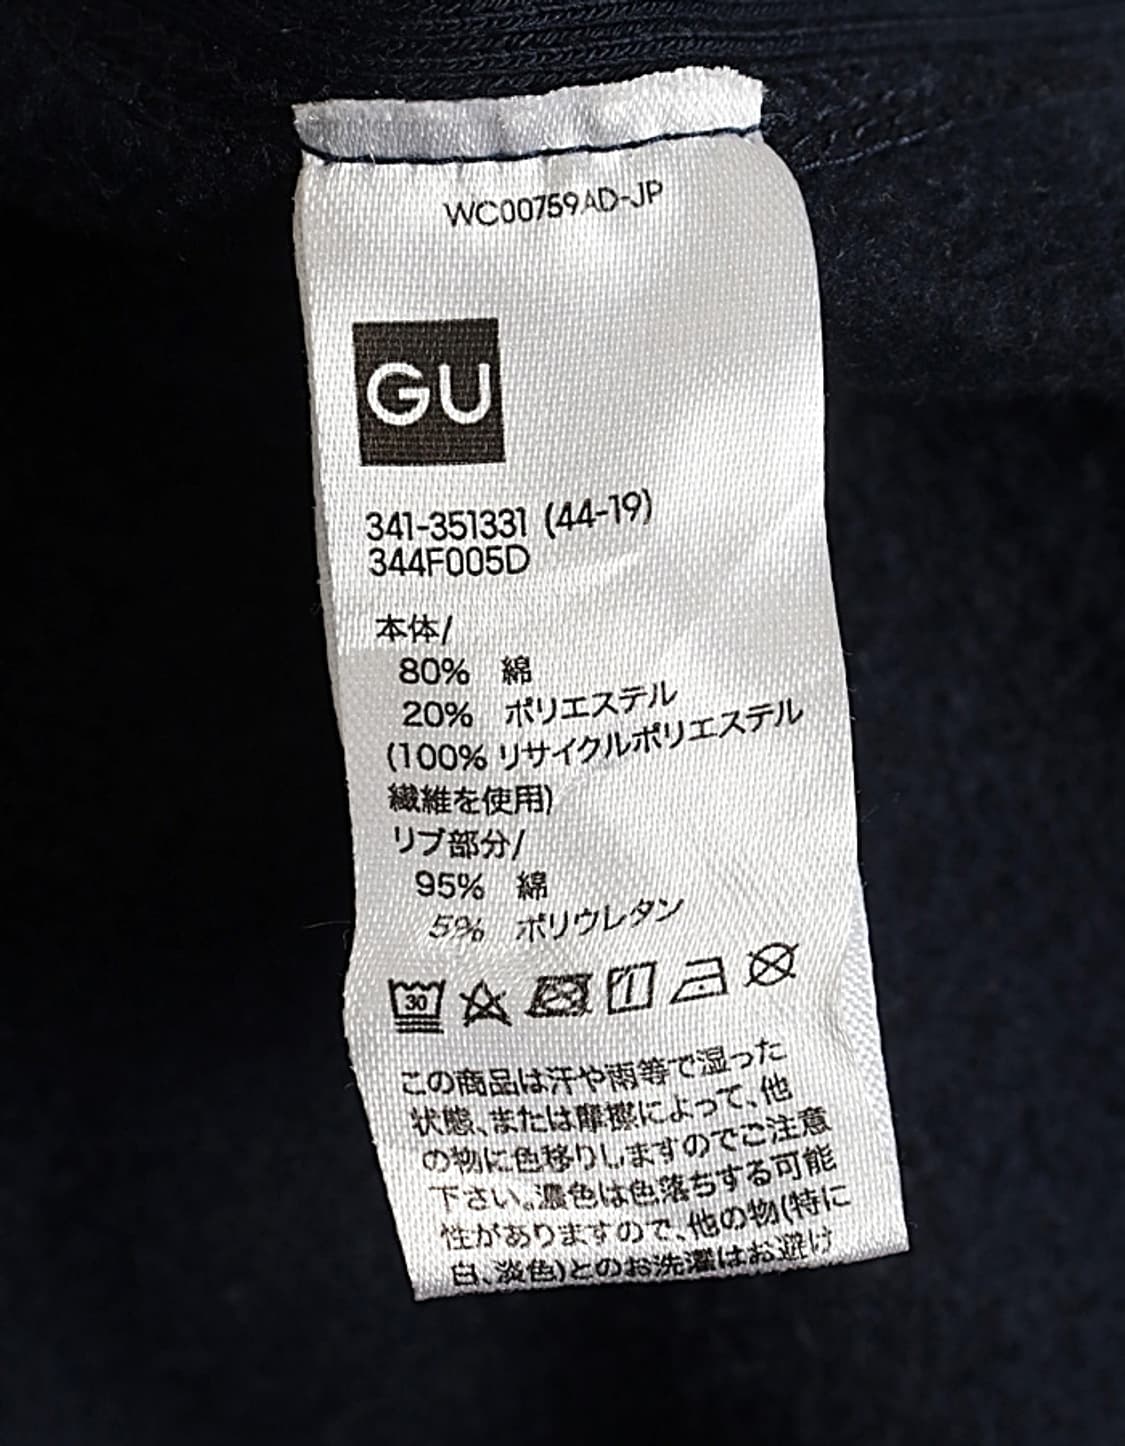 WC00759AD-JP
GU
341-351331 (44-19)
344F005D
本体/
80% 綿
20% ポリエステル
(100% リサイクルポリエステル
繊維を使用)
リブ部分/
95% 綿
5% ポリウレタン
30
この商品は汗や雨等で湿った
状態、または摩擦によって、他
の物に色移りしますのでご注意
下さい。濃色は色落ちする可能
性がありますので、他の物(特に
白、淡色)とのお洗濯はお避け